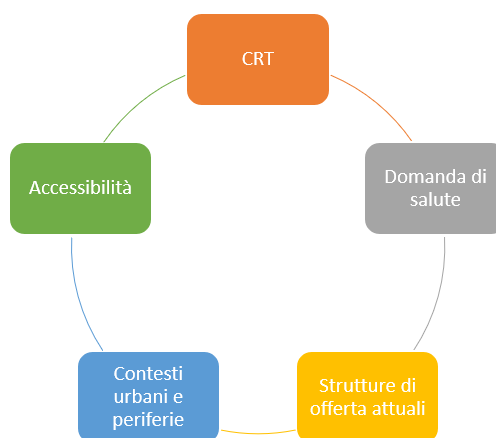 CRT
Domanda di
salute
Strutture di
offerta attuali
Contesti
urbani e
periferie
Accessibilità